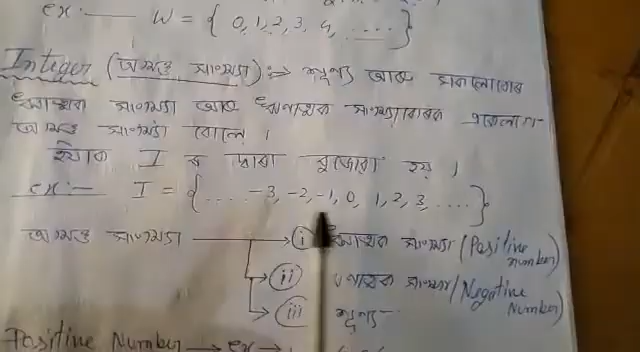 ex:— W = { 0, 1, 2, 3, 4, .....}
Integer (অখণ্ড সংখ্যা) :⇒ শূন্য আৰু সকলোবোৰ
ধনাত্মক সংখ্যা আৰু ঋণাত্মক সংখ্যাবোৰক একেলগে
অখণ্ড সংখ্যা বোলে ।
ইয়াক I ৰ দ্বাৰা বুজোৱা হয় ।
ex:— I = {.... -3, -2, -1, 0, 1, 2, 3, ....}.
অখণ্ড সংখ্যা → (i) ধনাত্মক সংখ্যা (Positive number)
(ii) ঋণাত্মক সংখ্যা (Negative Number)
(iii) শূন্য—
Positive Number → ex →